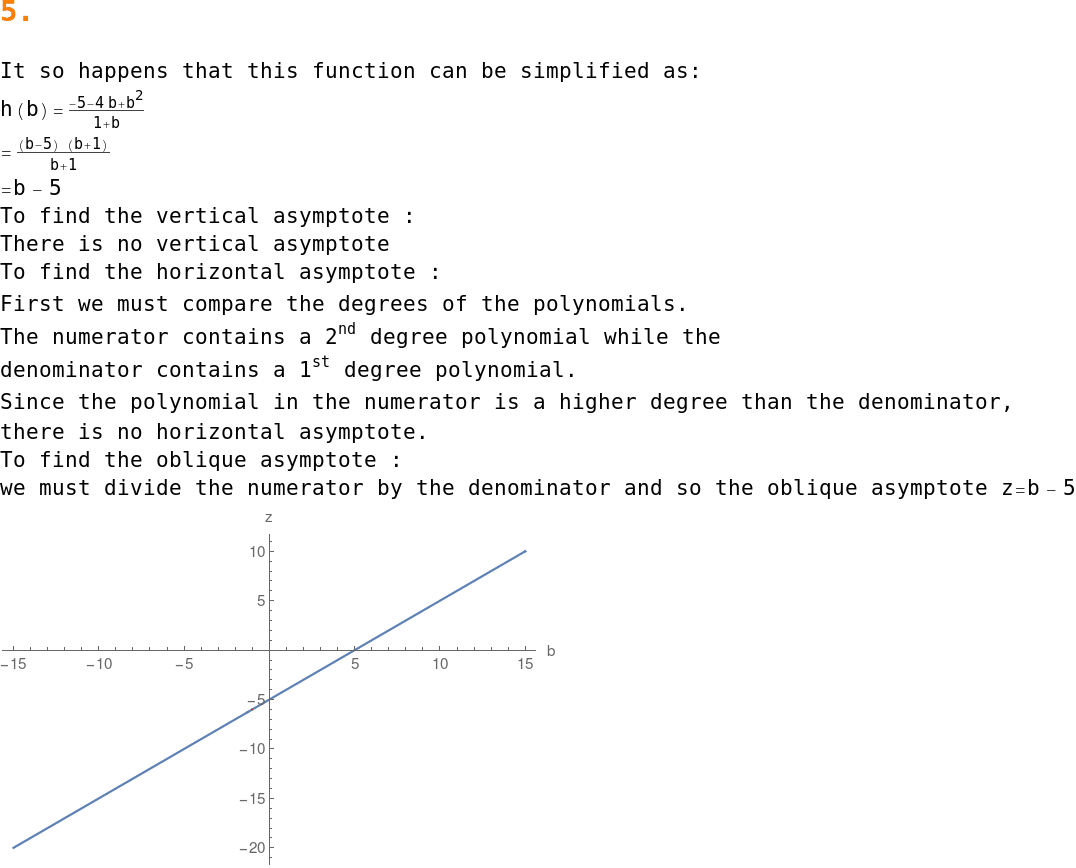 5.
It so happens that this function can be simplified as:
h(b)=\frac{-5-4 b+b^2}{1+b}
=\frac{(b-5) (b+1)}{b+1}
=b - 5
To find the vertical asymptote :
There is no vertical asymptote
To find the horizontal asymptote :
First we must compare the degrees of the polynomials.
The numerator contains a 2^{nd} degree polynomial while the
denominator contains a 1^{st} degree polynomial.
Since the polynomial in the numerator is a higher degree than the denominator,
there is no horizontal asymptote.
To find the oblique asymptote :
we must divide the numerator by the denominator and so the oblique asymptote z=b - 5
z
10
5
-15 -10 -5 5 10 15 b
-5
-10
-15
-20